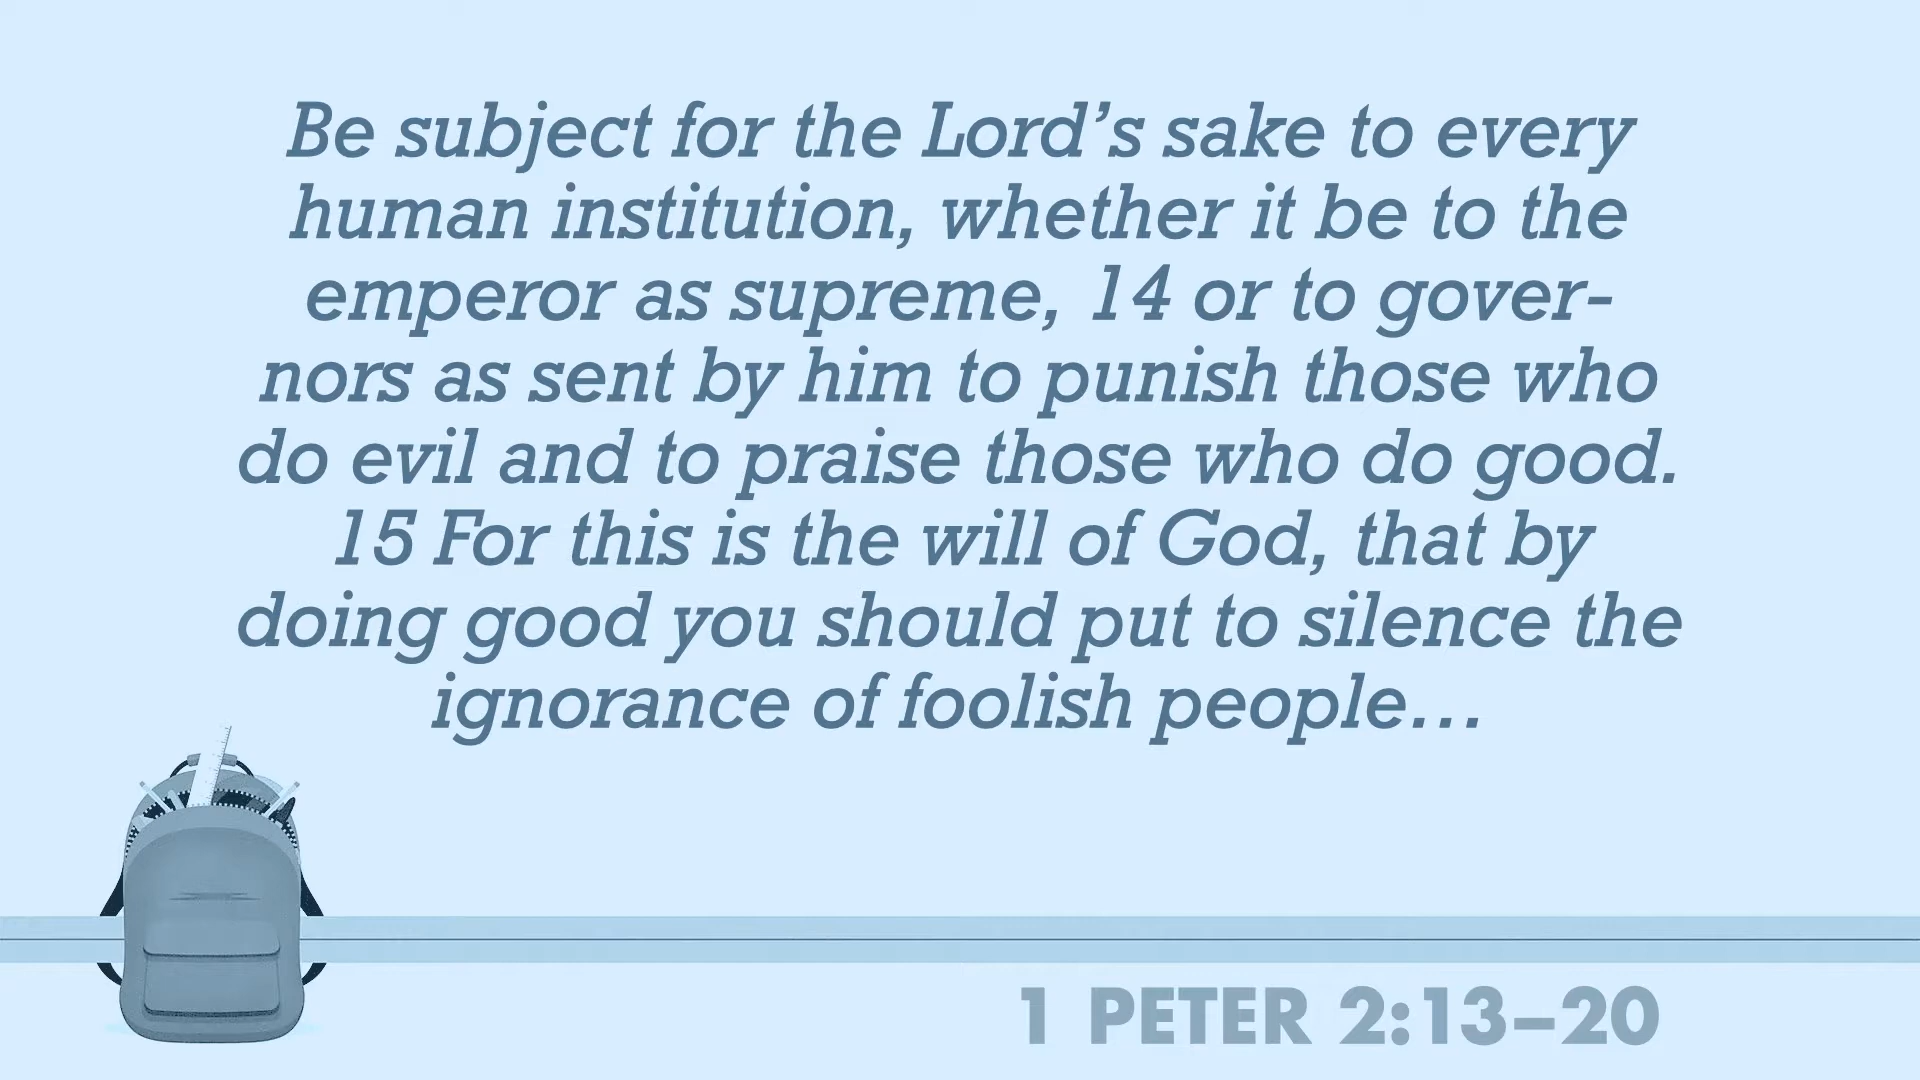 Be subject for the Lord’s sake to every
human institution, whether it be to the
emperor as supreme, 14 or to gover-
nors as sent by him to punish those who
do evil and to praise those who do good.
15 For this is the will of God, that by
doing good you should put to silence the
ignorance of foolish people…
1 PETER 2:13–20